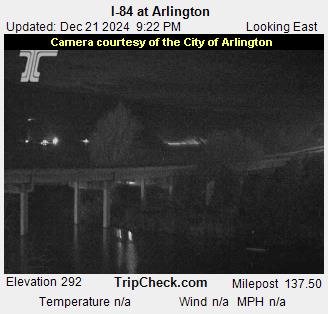 I-84 at Arlington
Updated: Dec 21 2024 9:22 PM Looking East
Camera courtesy of the City of Arlington
Elevation 292 TripCheck.com Milepost 137.50
Temperature n/a Wind n/a MPH n/a